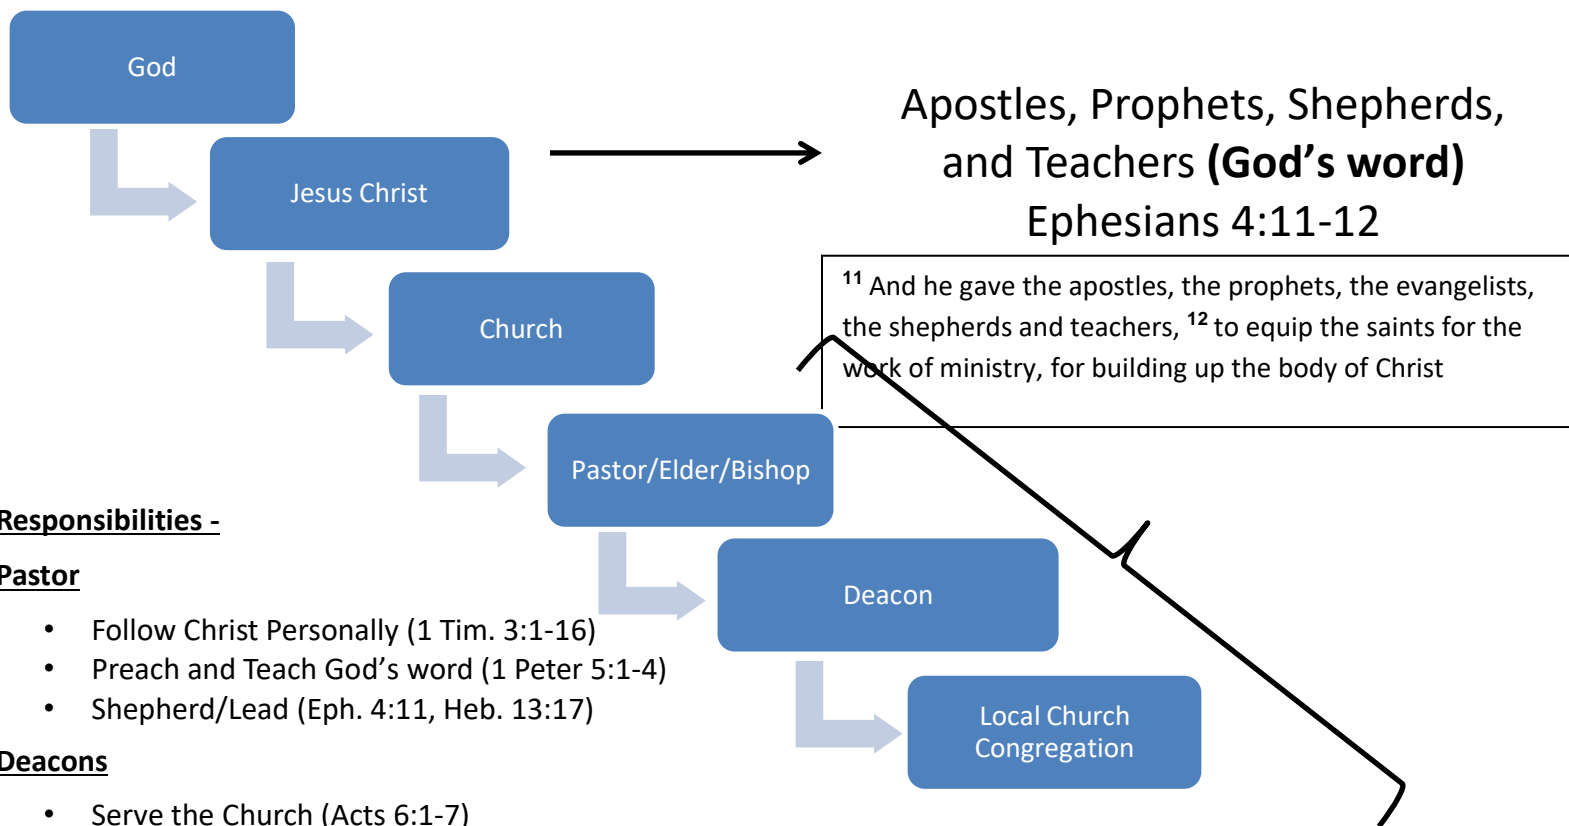 God
Jesus Christ
Church
Pastor/Elder/Bishop
Deacon
Local Church
Congregation
Apostles, Prophets, Shepherds,
and Teachers (God’s word)
Ephesians 4:11-12
11 And he gave the apostles, the prophets, the evangelists,
the shepherds and teachers, 12 to equip the saints for the
work of ministry, for building up the body of Christ
Responsibilities -
Pastor
• Follow Christ Personally (1 Tim. 3:1-16)
• Preach and Teach God’s word (1 Peter 5:1-4)
• Shepherd/Lead (Eph. 4:11, Heb. 13:17)
Deacons
• Serve the Church (Acts 6:1-7)